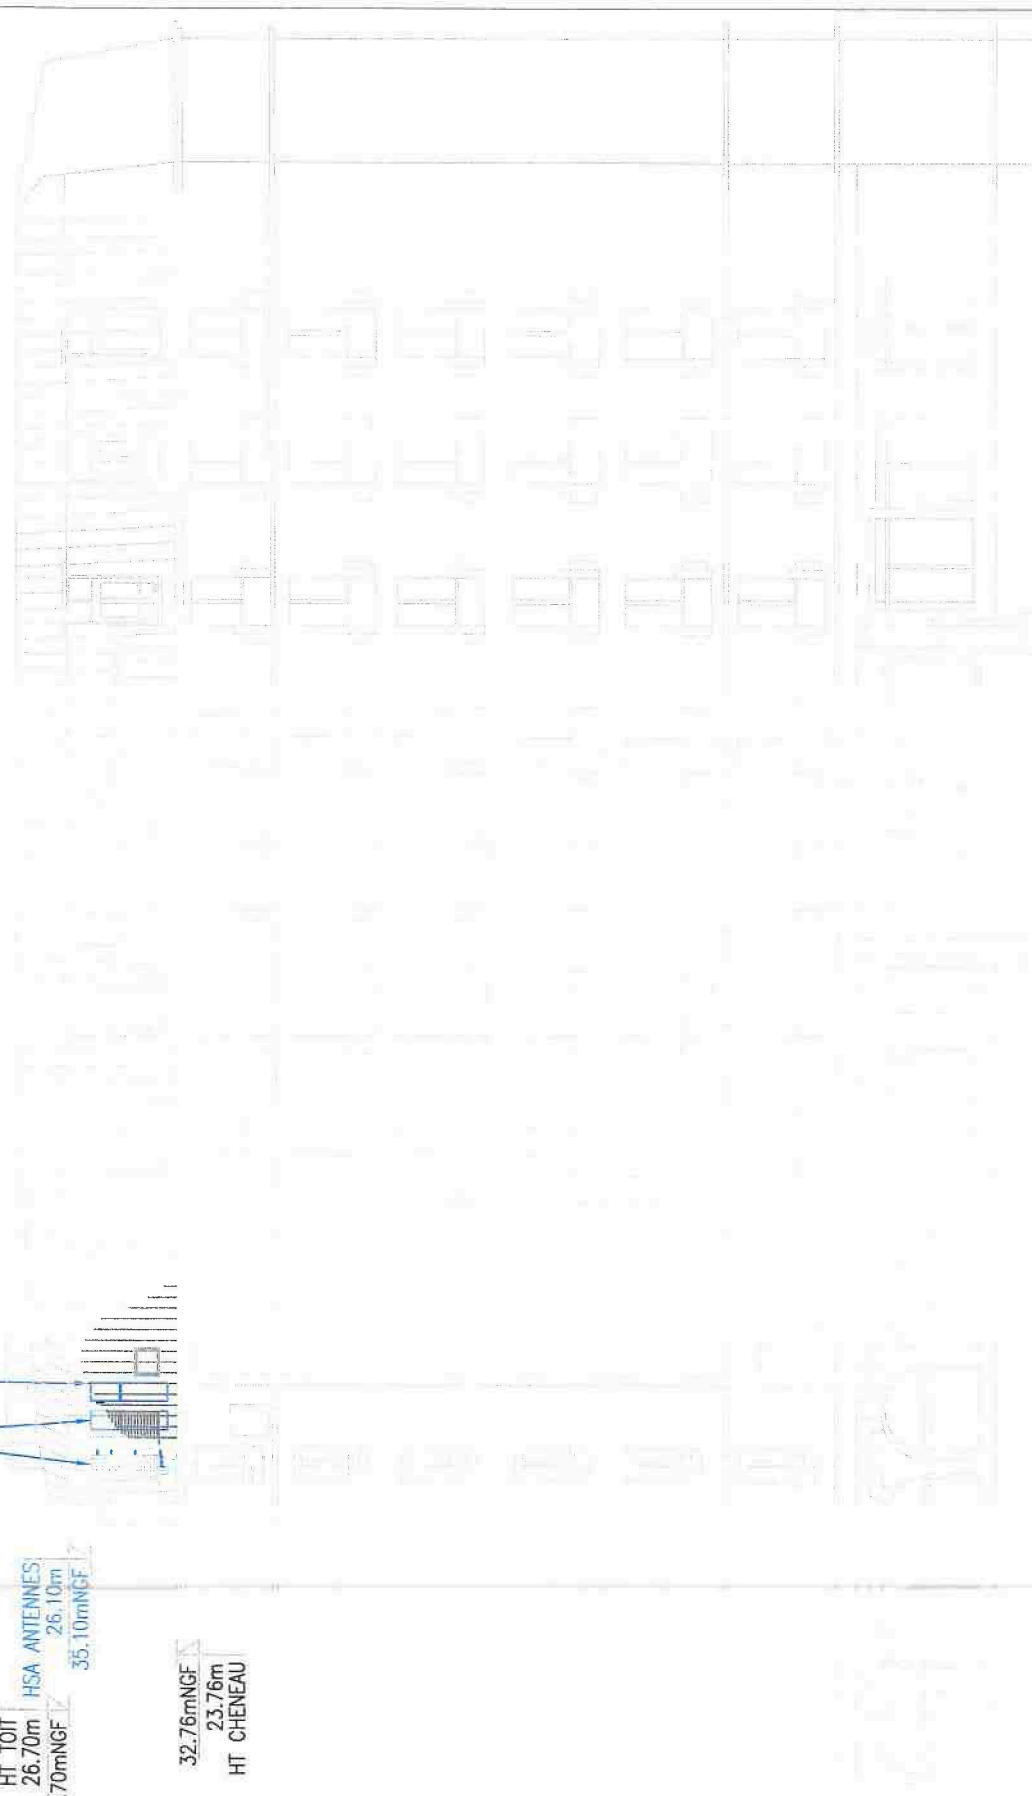 HT TOIT
26.70m
70mNGF
HSA ANTENNES
26.10m
35.10mNGF
32.76mNGF
23.76m
HT CHENEAU